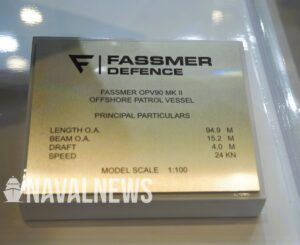 FASSMER
DEFENCE
FASSMER OPV90 MK II
OFFSHORE PATROL VESSEL
PRINCIPAL PARTICULARS
LENGTH O.A. 94.9 M
BEAM O.A. 15.2 M
DRAFT 4.0 M
SPEED 24 KN
MODEL SCALE 1:100
NAVALNEWS